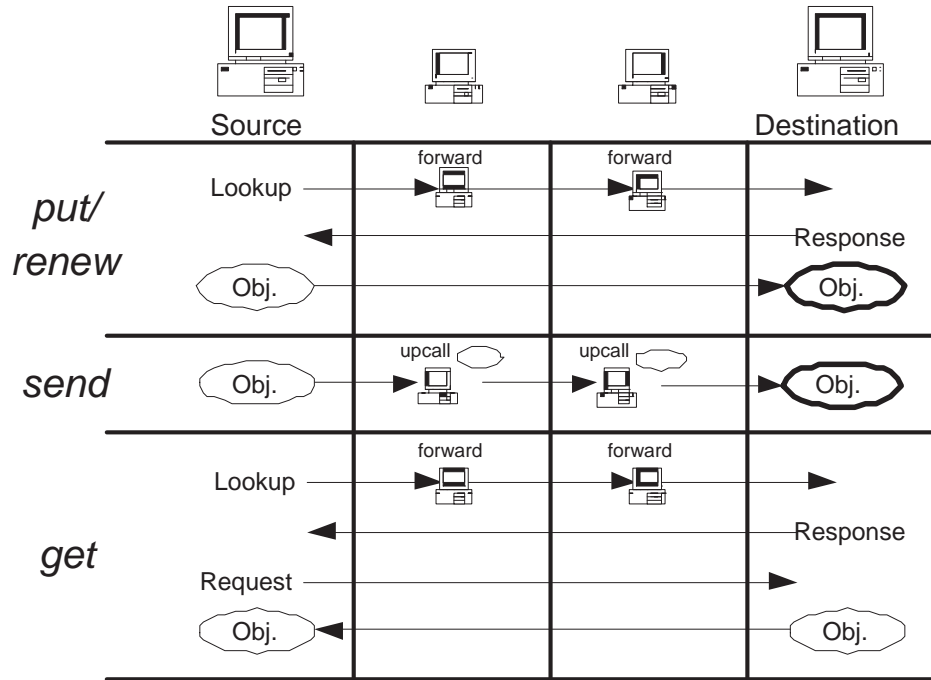 Source
Destination
forward
forward
Lookup
put/
renew
Response
Obj.
Obj.
upcall
upcall
send
Obj.
Obj.
forward
forward
Lookup
Response
get
Request
Obj.
Obj.